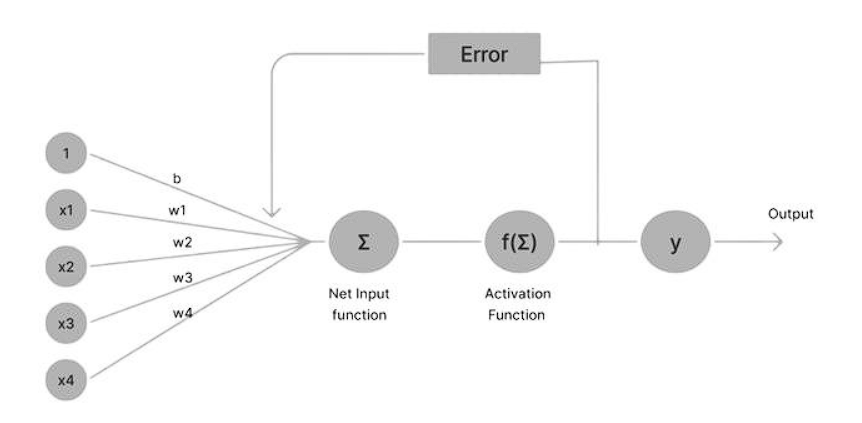 Error
1
b
x1
w1
w2
x2
w3
x3
w4
x4
Σ
f(Σ)
y
Output
Net Input
function
Activation
Function